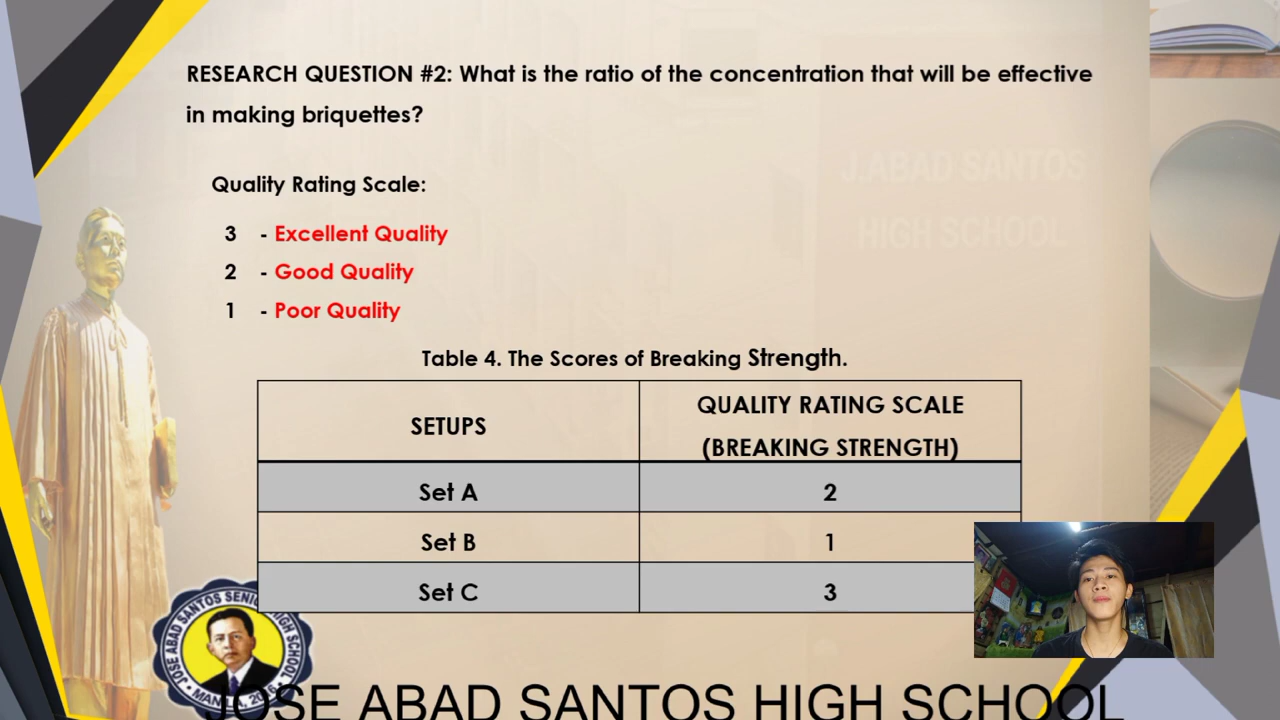 RESEARCH QUESTION #2: What is the ratio of the concentration that will be effective
in making briquettes?
J.ABAD SANTOS
HIGH SCHOOL
Quality Rating Scale:
3 - Excellent Quality
2 - Good Quality
1 - Poor Quality
Table 4. The Scores of Breaking Strength.
SETUPS
QUALITY RATING SCALE
(BREAKING STRENGTH)
Set A 2
Set B 1
Set C 3
JOSE ABAD SANTOS HIGH SCHOOL